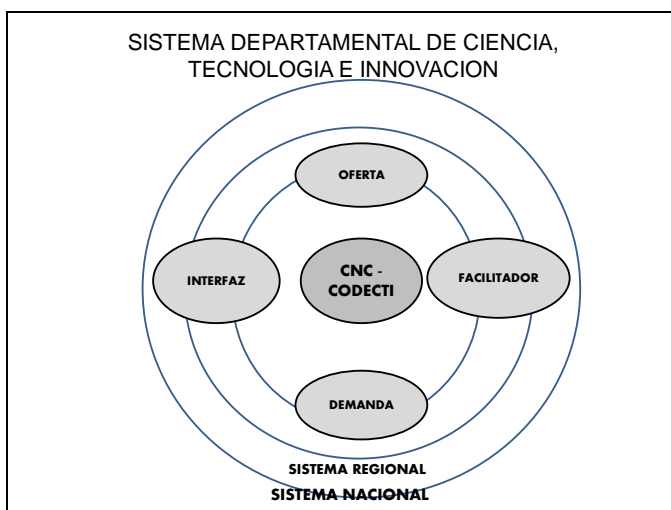 SISTEMA DEPARTAMENTAL DE CIENCIA,
TECNOLOGIA E INNOVACION
OFERTA
INTERFAZ
CNC -
CODECTI
FACILITADOR
DEMANDA
SISTEMA REGIONAL
SISTEMA NACIONAL